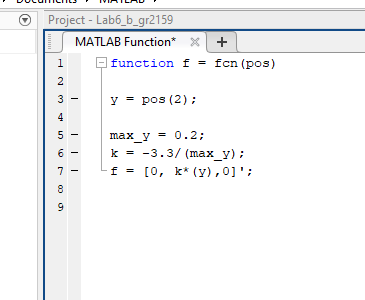 Documents MATLAB
Project - Lab6_b_gr2159
MATLAB Function* × +
1 function f = fcn(pos)
2
3 – y = pos(2);
4
5 – max_y = 0.2;
6 – k = -3.3/(max_y);
7 – f = [0, k*(y),0]';
8
9